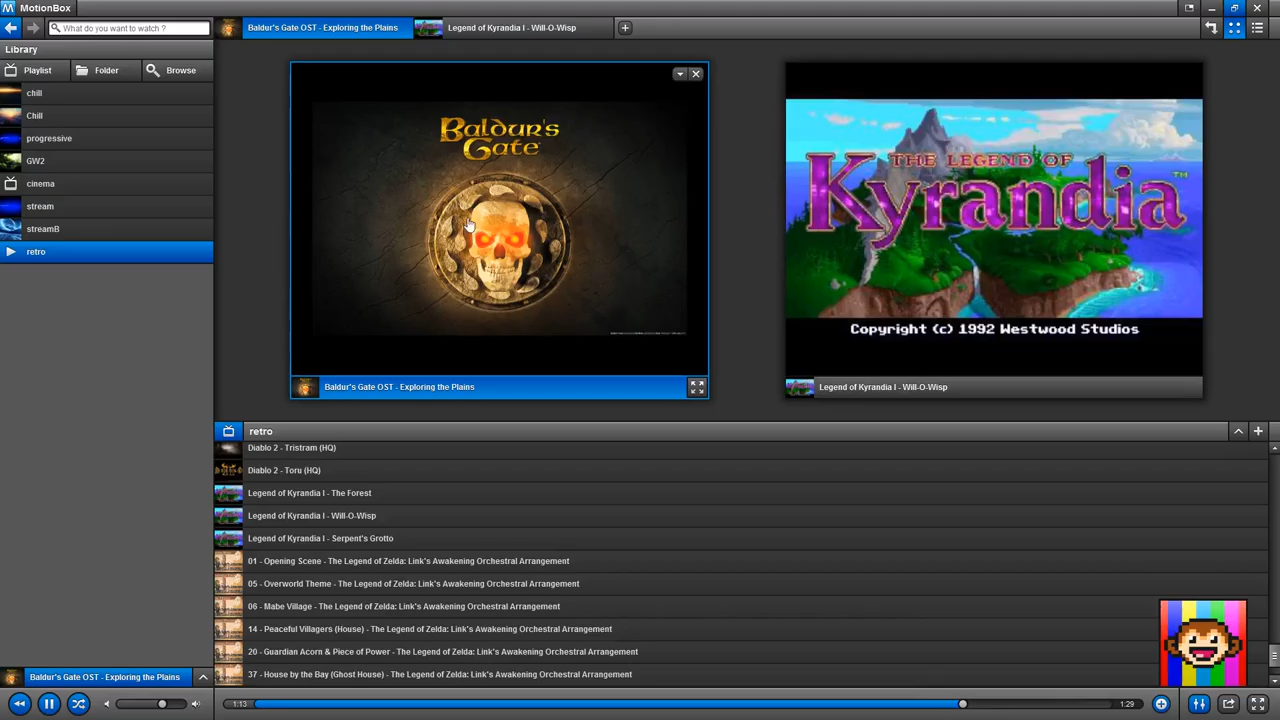 MotionBox
What do you want to watch ?
Baldur's Gate OST - Exploring the Plains
Legend of Kyrandia I - Will-O-Wisp
Library
Playlist
Folder
Browse
chill
Chill
progressive
GW2
cinema
stream
streamB
retro
Baldur's
Gate
Baldur's Gate OST - Exploring the Plains
THE LEGEND OF
Kyrandia™
Copyright (c) 1992 Westwood Studios
Legend of Kyrandia I - Will-O-Wisp
retro
Diablo 2 - Tristram (HQ)
Diablo 2 - Toru (HQ)
Legend of Kyrandia I - The Forest
Legend of Kyrandia I - Will-O-Wisp
Legend of Kyrandia I - Serpent's Grotto
01 - Opening Scene - The Legend of Zelda: Link's Awakening Orchestral Arrangement
05 - Overworld Theme - The Legend of Zelda: Link's Awakening Orchestral Arrangement
06 - Mabe Village - The Legend of Zelda: Link's Awakening Orchestral Arrangement
14 - Peaceful Villagers (House) - The Legend of Zelda: Link's Awakening Orchestral Arrangement
20 - Guardian Acorn & Piece of Power - The Legend of Zelda: Link's Awakening Orchestral Arrangement
37 - House by the Bay (Ghost House) - The Legend of Zelda: Link's Awakening Orchestral Arrangement
Baldur's Gate OST - Exploring the Plains
1:13
1:29